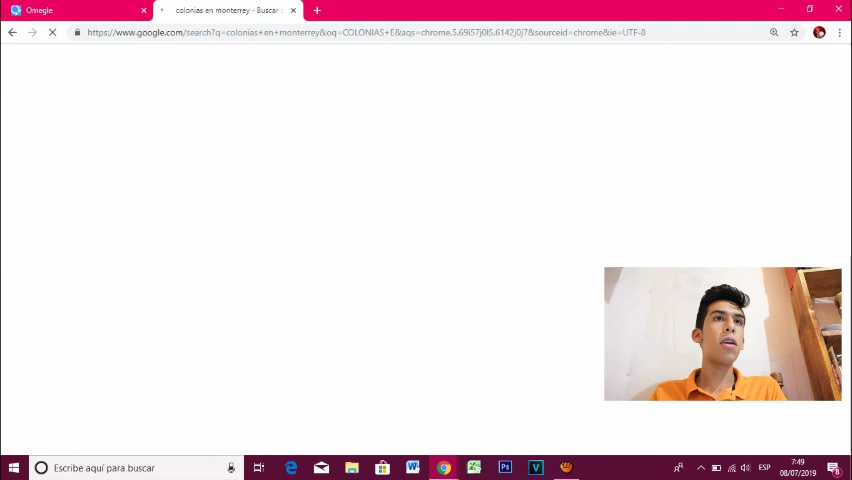 Omegle
colonias en monterrey - Buscar
https://www.google.com/search?q=colonias+en+monterrey&oq=COLONIAS+E&aqs=chrome.5.69i57j0l5.6142j0j7&sourceid=chrome&ie=UTF-8
Escribe aquí para buscar
ESP
7:49
08/07/2019